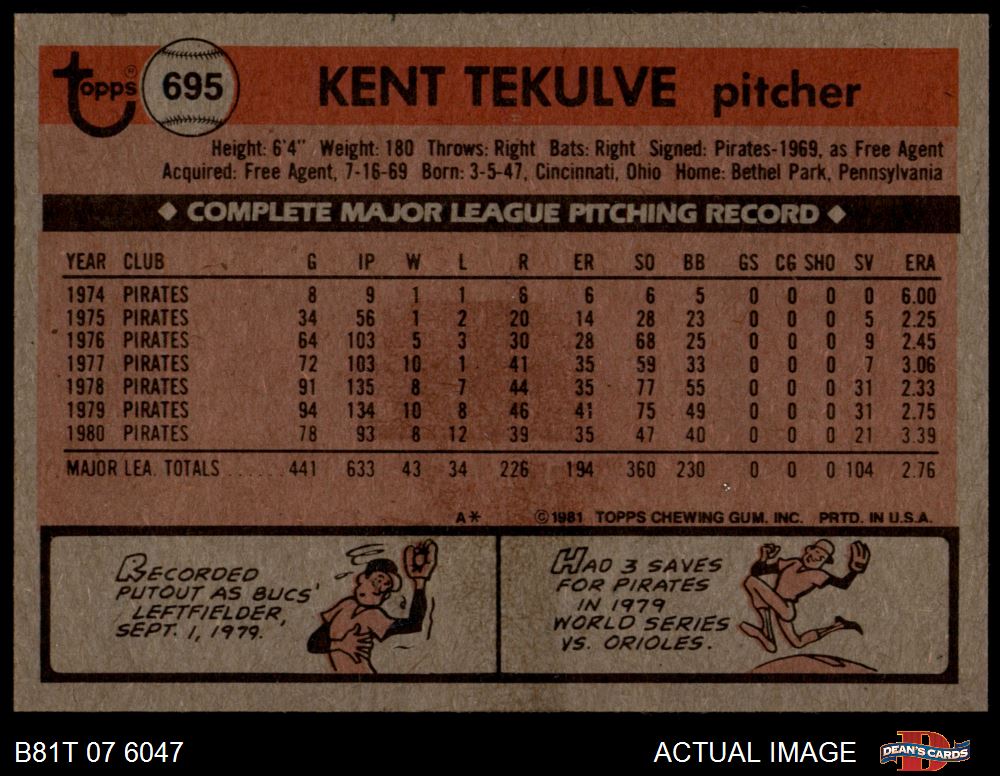 Topps® 695 KENT TEKULVE pitcher
Height: 6'4" Weight: 180 Throws: Right Bats: Right Signed: Pirates-1969, as Free Agent
Acquired: Free Agent, 7-16-69 Born: 3-5-47, Cincinnati, Ohio Home: Bethel Park, Pennsylvania
◆ COMPLETE MAJOR LEAGUE PITCHING RECORD ◆
YEAR CLUB G IP W L R ER SO BB GS CG SHO SV ERA
1974 PIRATES 8 9 1 1 6 6 6 5 0 0 0 0 6.00
1975 PIRATES 34 56 1 2 20 14 28 23 0 0 0 5 2.25
1976 PIRATES 64 103 5 3 30 28 68 25 0 0 0 9 2.45
1977 PIRATES 72 103 10 1 41 35 59 33 0 0 0 7 3.06
1978 PIRATES 91 135 8 7 44 35 77 55 0 0 0 31 2.33
1979 PIRATES 94 134 10 8 46 41 75 49 0 0 0 31 2.75
1980 PIRATES 78 93 8 12 39 35 47 40 0 0 0 21 3.39
MAJOR LEA. TOTALS ...... 441 633 43 34 226 194 360 230 0 0 0 104 2.76
A* ©1981 TOPPS CHEWING GUM, INC. PRTD. IN U.S.A.
RECORDED
PUTOUT AS BUCS'
LEFTFIELDER,
SEPT. 1, 1979.
HAD 3 SAVES
FOR PIRATES
IN 1979
WORLD SERIES
VS. ORIOLES.
B81T 07 6047 ACTUAL IMAGE DEAN'S CARDS